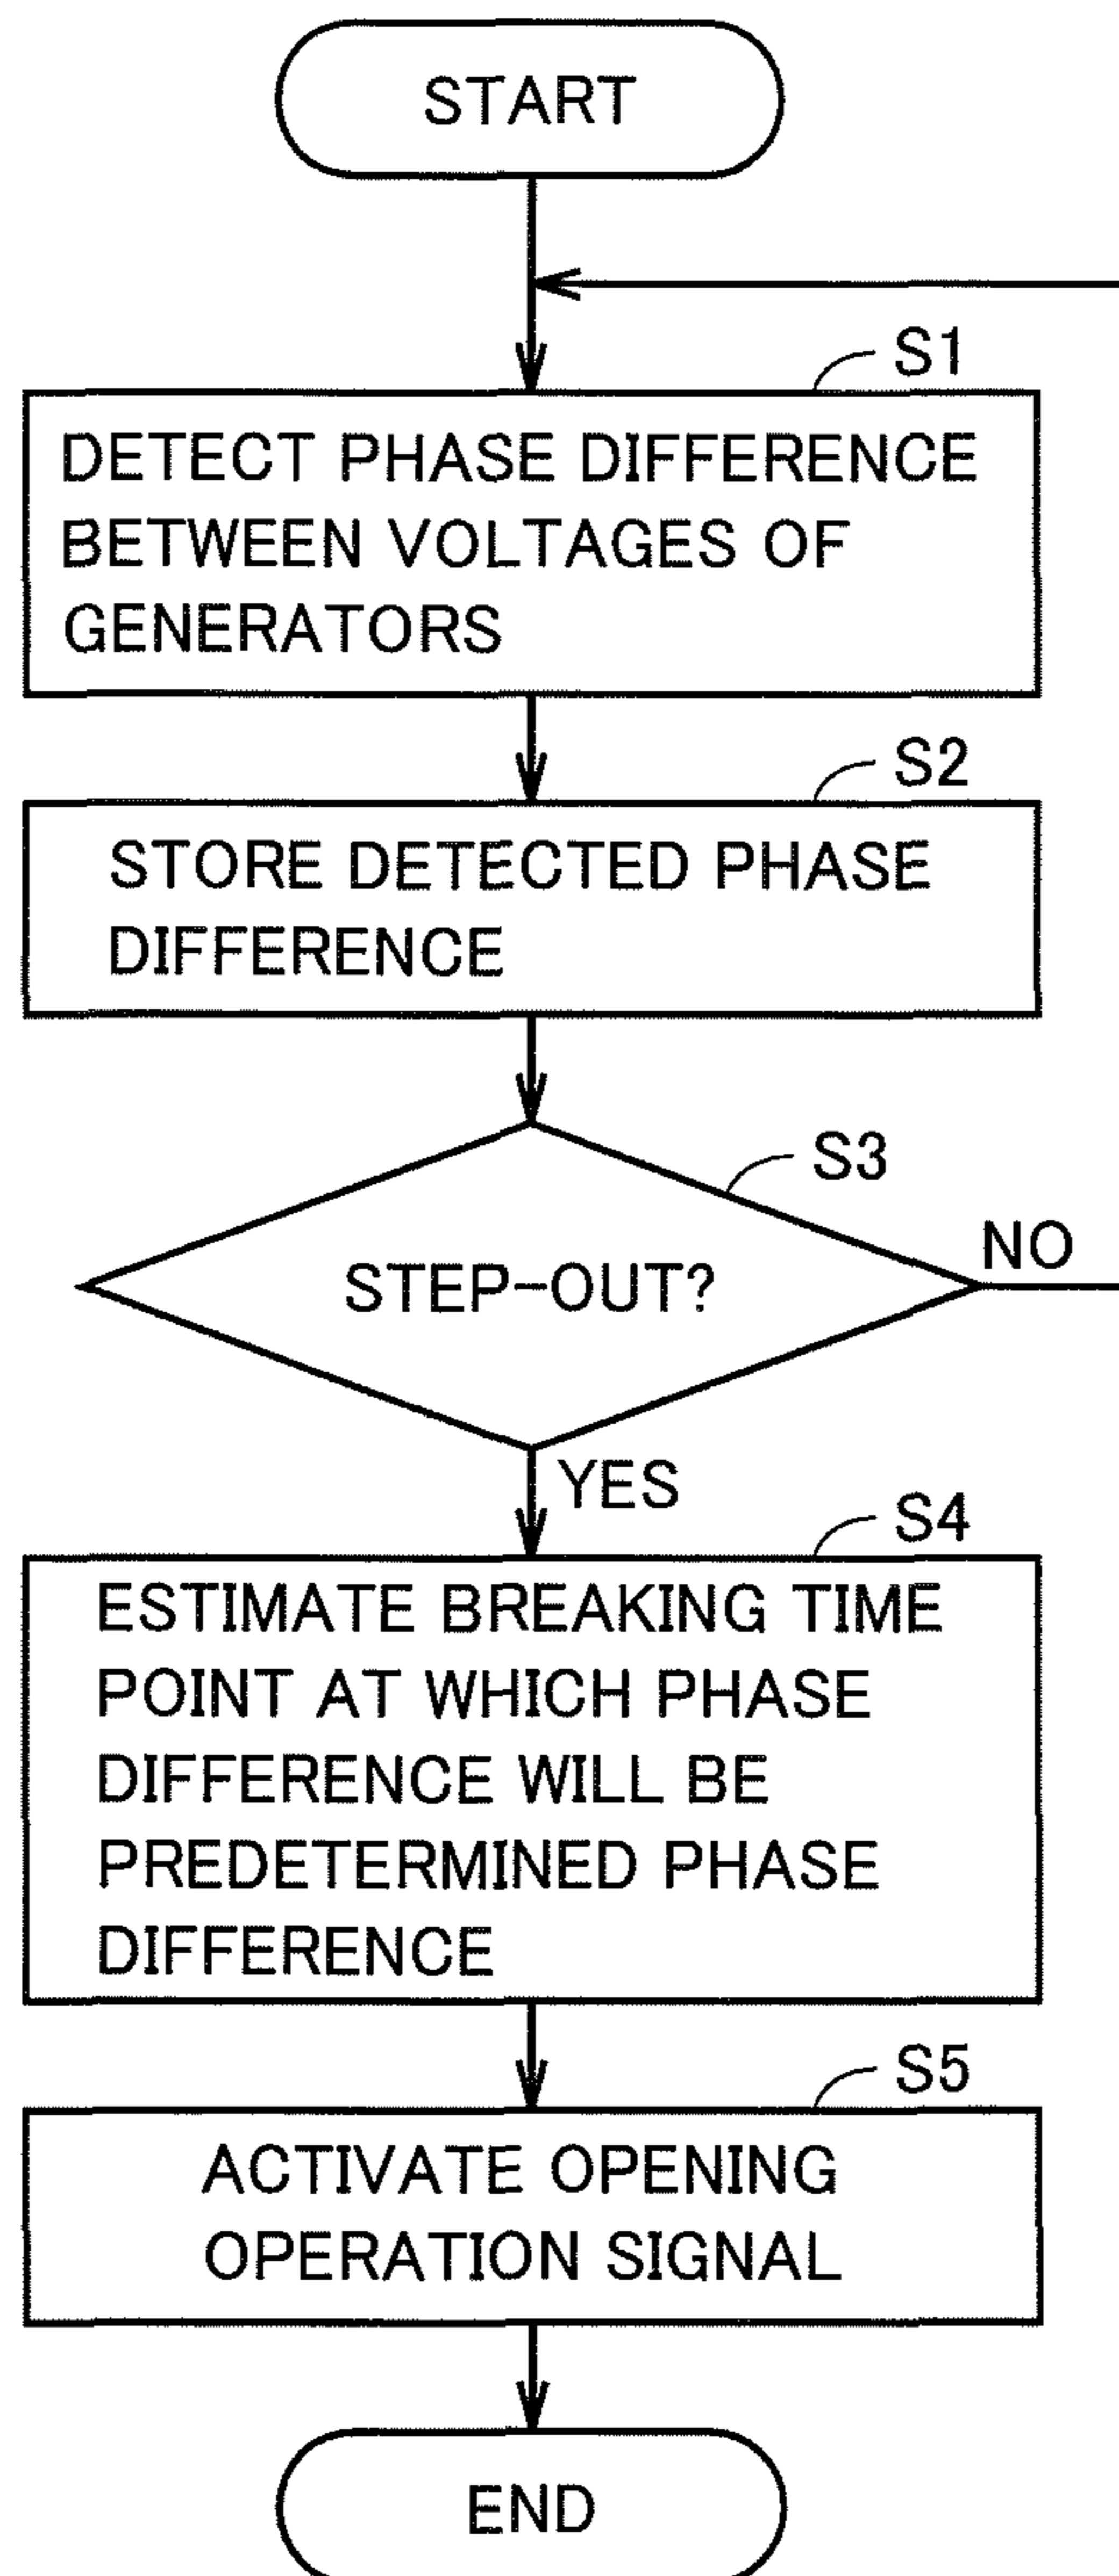 START
S1
DETECT PHASE DIFFERENCE
BETWEEN VOLTAGES OF
GENERATORS
S2
STORE DETECTED PHASE
DIFFERENCE
S3
STEP-OUT?
NO
YES
S4
ESTIMATE BREAKING TIME
POINT AT WHICH PHASE
DIFFERENCE WILL BE
PREDETERMINED PHASE
DIFFERENCE
S5
ACTIVATE OPENING
OPERATION SIGNAL
END